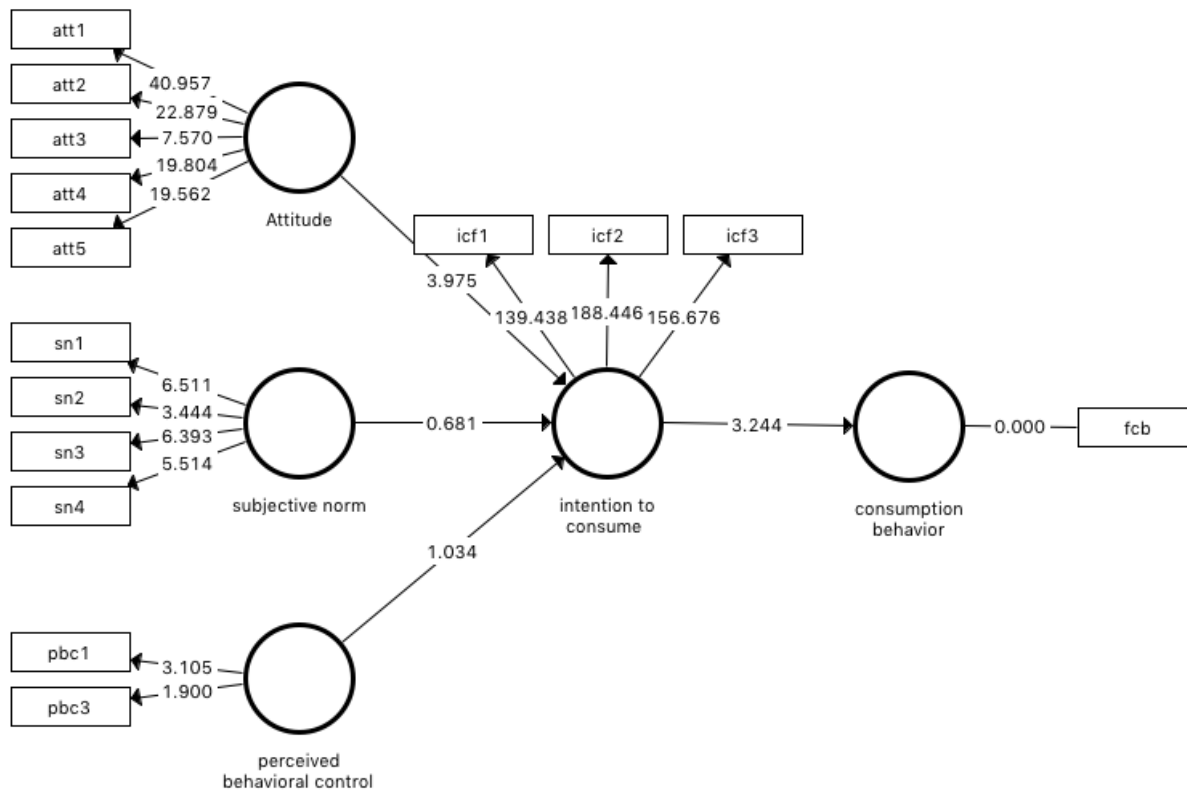 att1
att2
att3
att4
att5
40.957
22.879
7.570
19.804
19.562
Attitude
icf1
icf2
icf3
3.975
139.438
188.446
156.676
sn1
sn2
sn3
sn4
6.511
3.444
6.393
5.514
subjective norm
0.681
intention to
consume
3.244
consumption
behavior
0.000
fcb
1.034
pbc1
pbc3
3.105
1.900
perceived
behavioral control